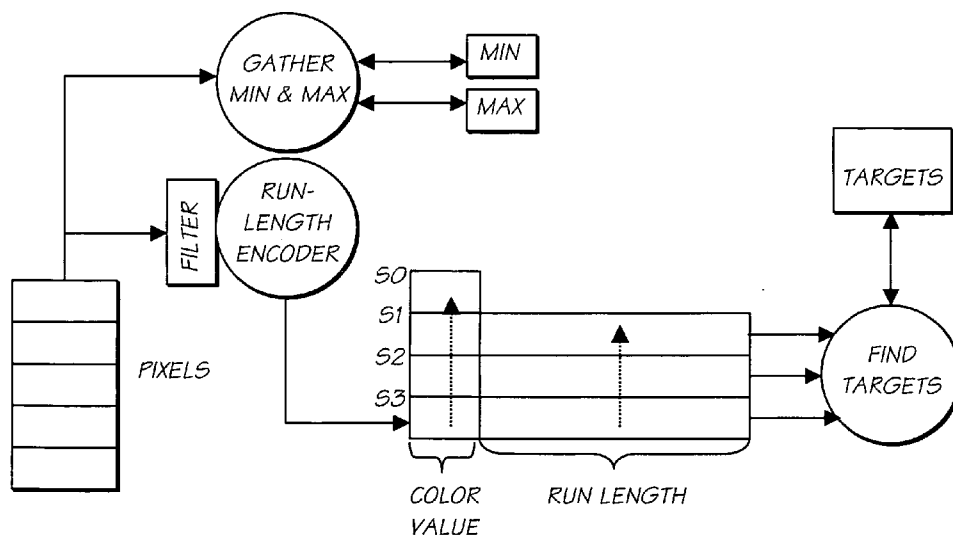 GATHER
MIN & MAX
MIN
MAX
RUN-
LENGTH
ENCODER
FILTER
TARGETS
PIXELS
S0
S1
S2
S3
FIND
TARGETS
COLOR
VALUE
RUN LENGTH